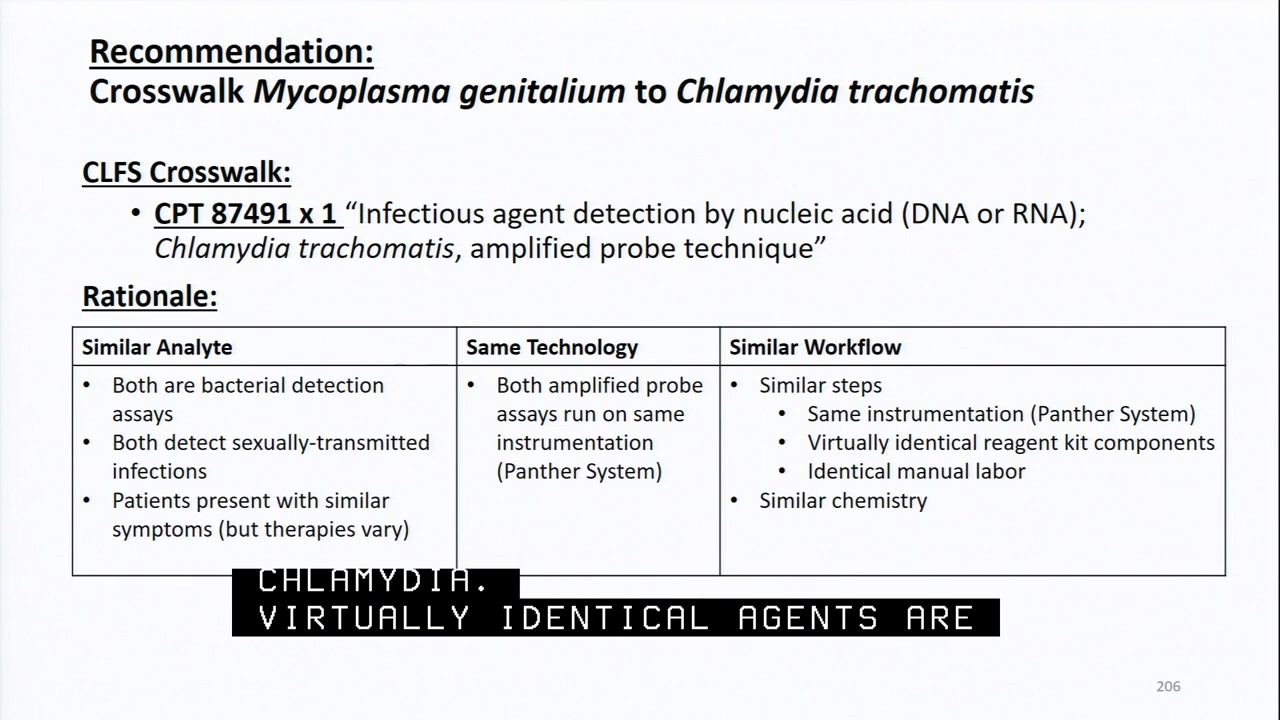 Recommendation:
Crosswalk Mycoplasma genitalium to Chlamydia trachomatis
CLFS Crosswalk:
• CPT 87491 x 1 “Infectious agent detection by nucleic acid (DNA or RNA);
Chlamydia trachomatis, amplified probe technique”
Rationale:
Similar Analyte
• Both are bacterial detection
assays
• Both detect sexually-transmitted
infections
• Patients present with similar
symptoms (but therapies vary)
Same Technology
• Both amplified probe
assays run on same
instrumentation
(Panther System)
Similar Workflow
• Similar steps
• Same instrumentation (Panther System)
• Virtually identical reagent kit components
• Identical manual labor
• Similar chemistry
CHLAMYDIA.
VIRTUALLY IDENTICAL AGENTS ARE
206